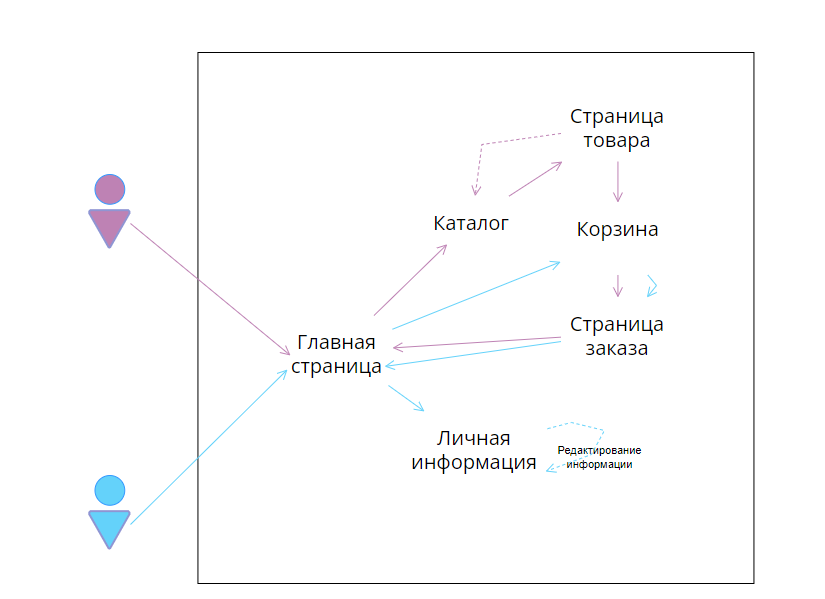 Страница
товара
Каталог
Корзина
Страница
заказа
Главная
страница
Личная
информация
Редактирование
информации